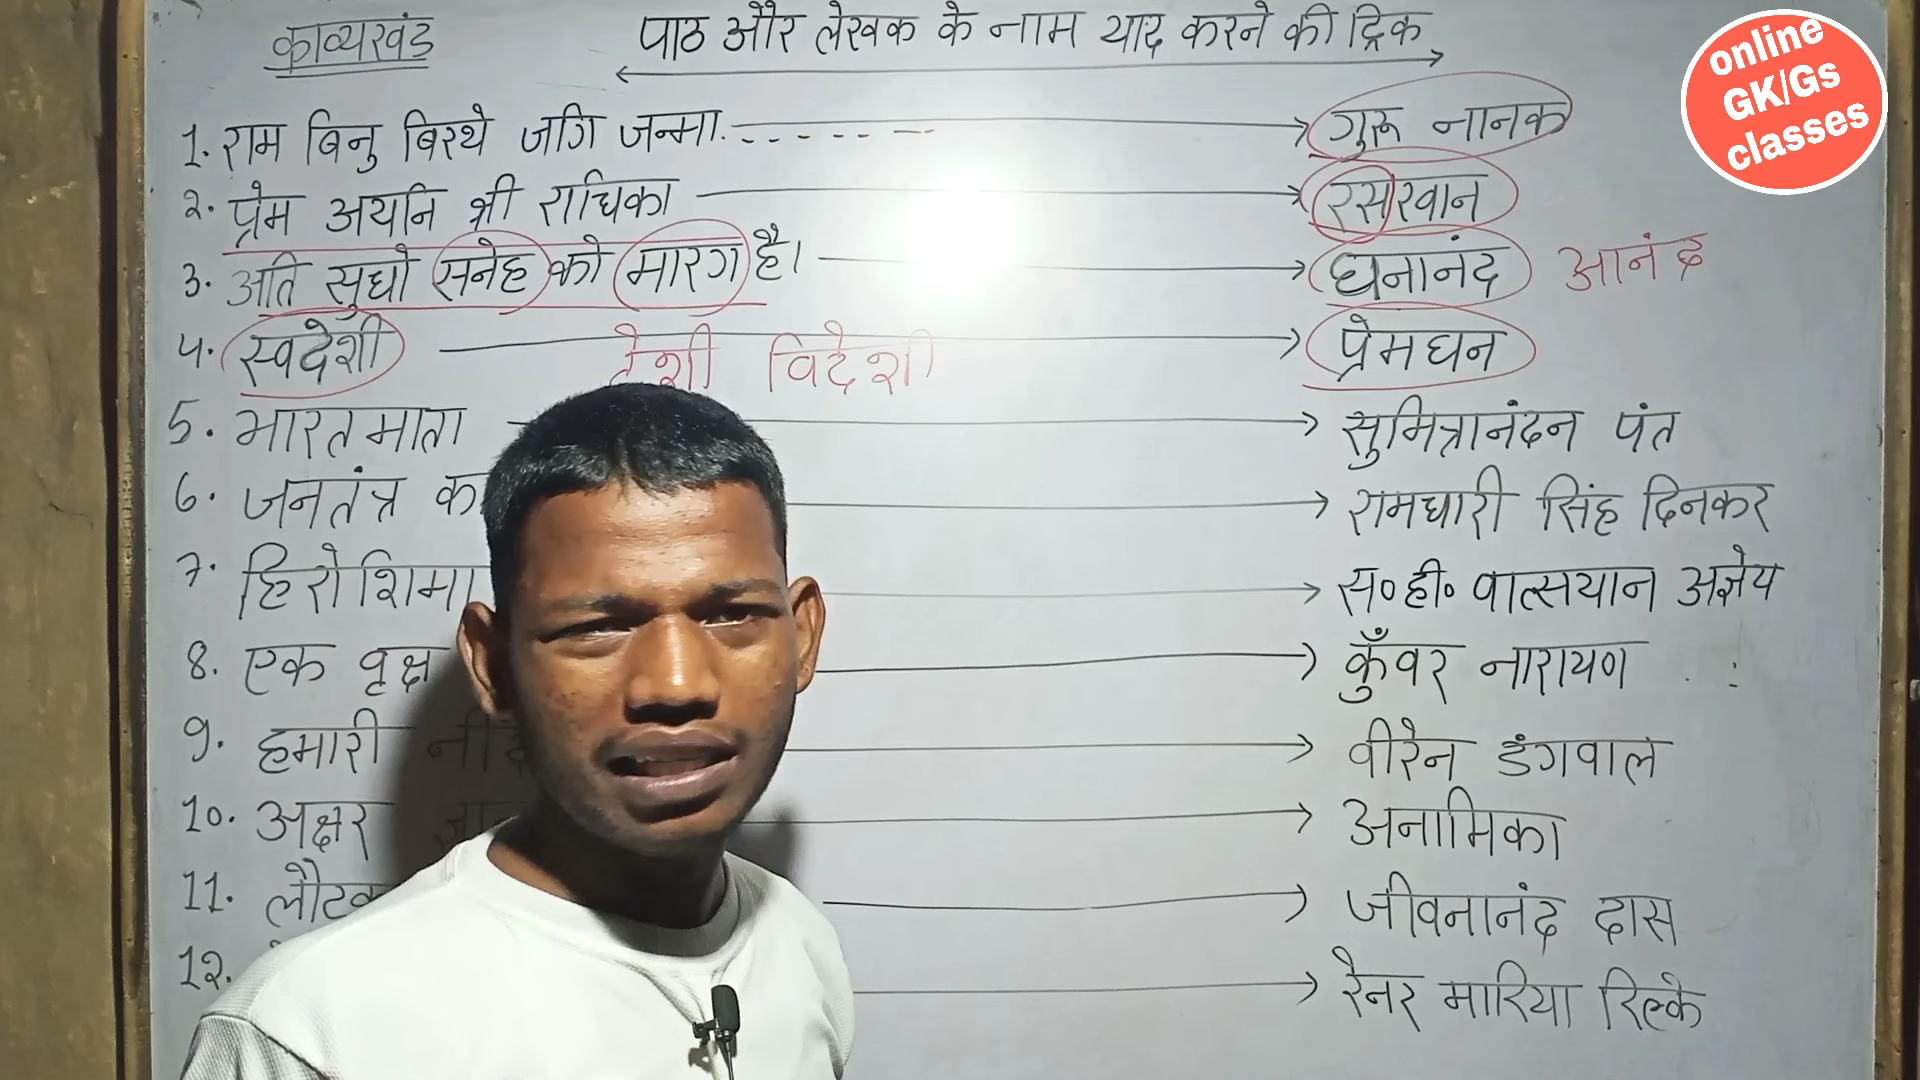 काव्यखंड
पाठ और लेखक के नाम याद करने की ट्रिक
online
GK/Gs
classes
1. राम बिनु बिरथे जगि जन्मा. - - - - - - गुरु नानक
२. प्रेम अयनि श्री राधिका रसखान
3. अति सुधो सनेह को मारग है। घनानंद आनंद
4. स्वदेशी देशी विदेशी प्रेमघन
5. भारतमाता सुमित्रानंदन पंत
6. जनतंत्र रामधारी सिंह दिनकर
7. हिरोशिमा स० ही० वात्सयान अज्ञेय
8. एक वृक्ष कुँवर नारायण
9. हमारी वीरेन डंगवाल
10. अक्षर अनामिका
11. जीवनानंद दास
1२. रेनर मारिया रिल्के